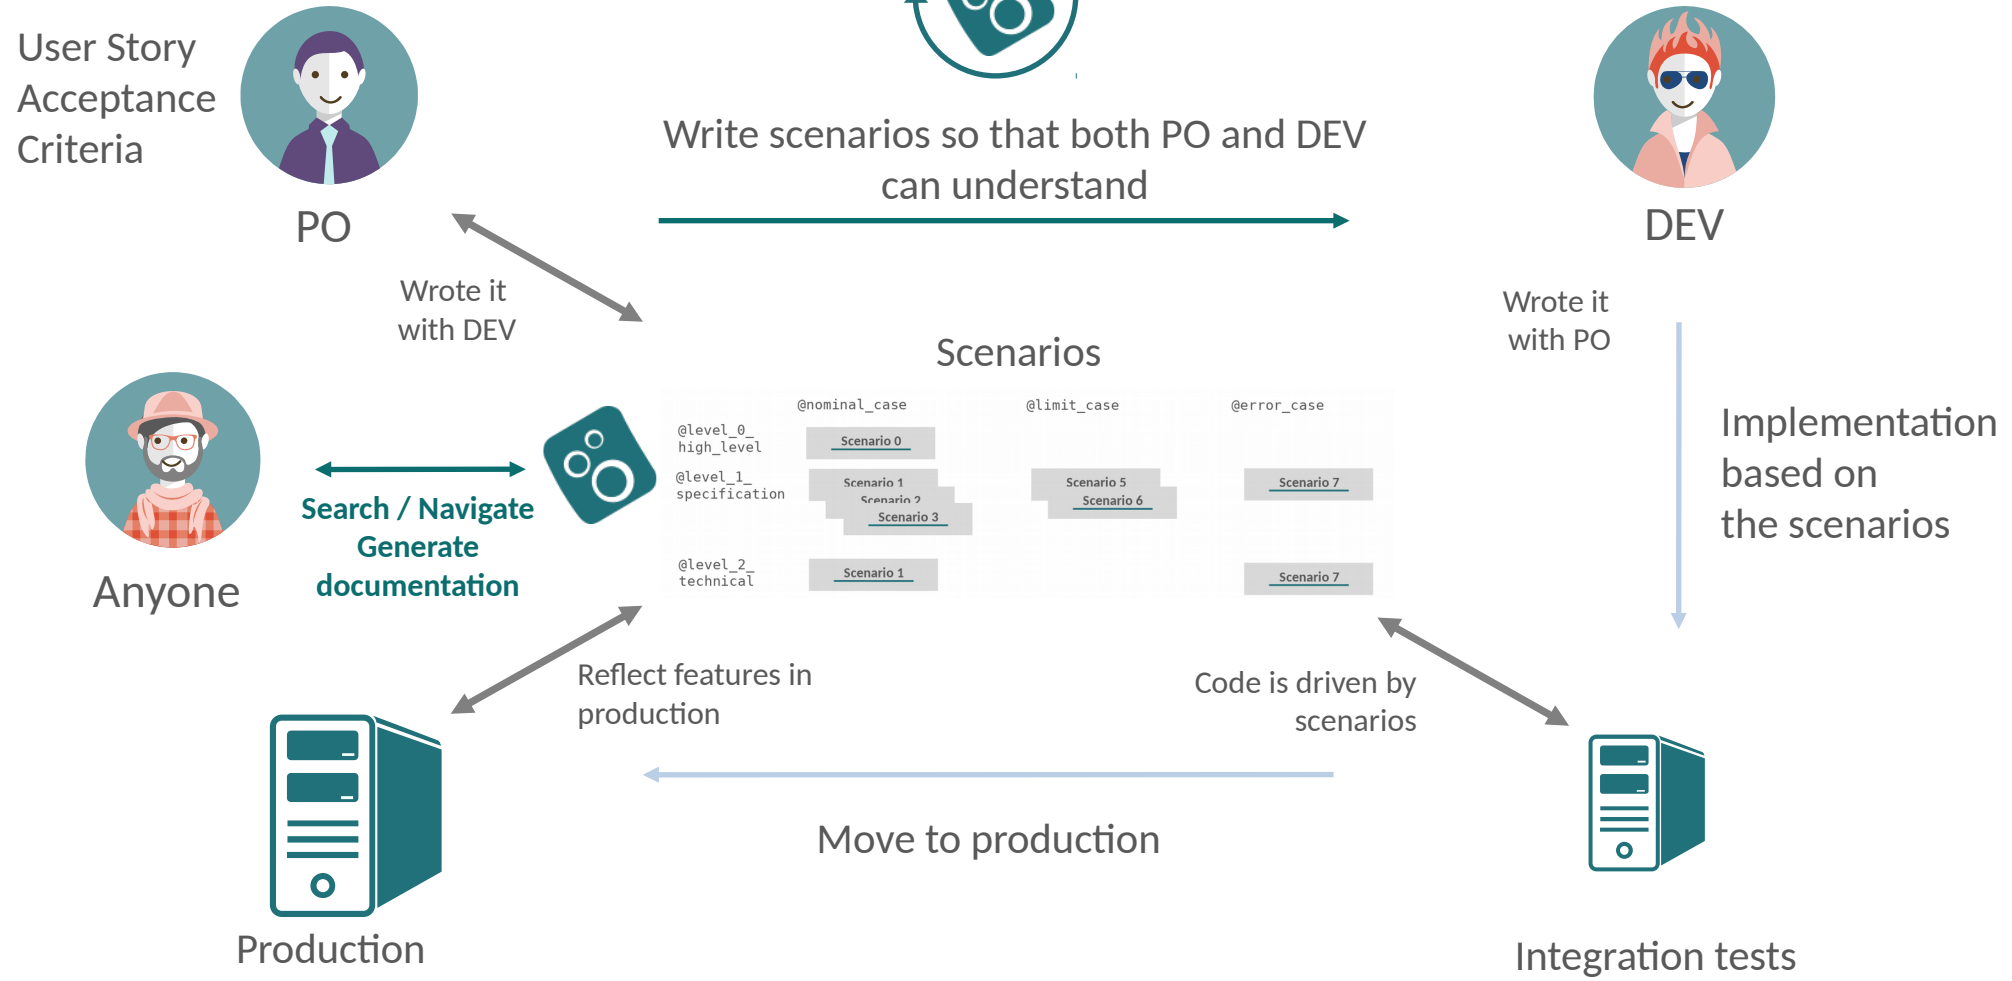 User Story
Acceptance
Criteria
PO
Write scenarios so that both PO and DEV
can understand
DEV
Wrote it
with DEV
Wrote it
with PO
Scenarios
@nominal_case
@limit_case
@error_case
@level_0_
high_level
Scenario 0
@level_1_
specification
Scenario 1
Scenario 2
Scenario 3
Scenario 5
Scenario 6
Scenario 7
@level_2_
technical
Scenario 1
Scenario 7
Search / Navigate
Generate
documentation
Anyone
Implementation
based on
the scenarios
Reflect features in
production
Code is driven by
scenarios
Move to production
Production
Integration tests